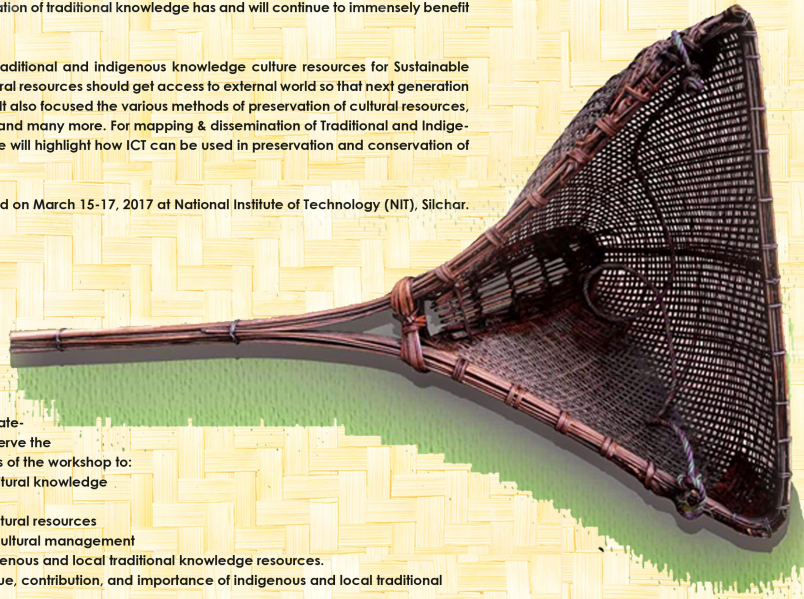 ation of traditional knowledge has and will continue to immensely benefit
aditional and indigenous knowledge culture resources for Sustainable
ral resources should get access to external world so that next generation
It also focused the various methods of preservation of cultural resources,
and many more. For mapping & dissemination of Traditional and Indige-
e will highlight how ICT can be used in preservation and conservation of
d on March 15-17, 2017 at National Institute of Technology (NIT), Silchar.
ate-
erve the
s of the workshop to:
tural knowledge
tural resources
ultural management
enous and local traditional knowledge resources.
ue, contribution, and importance of indigenous and local traditional